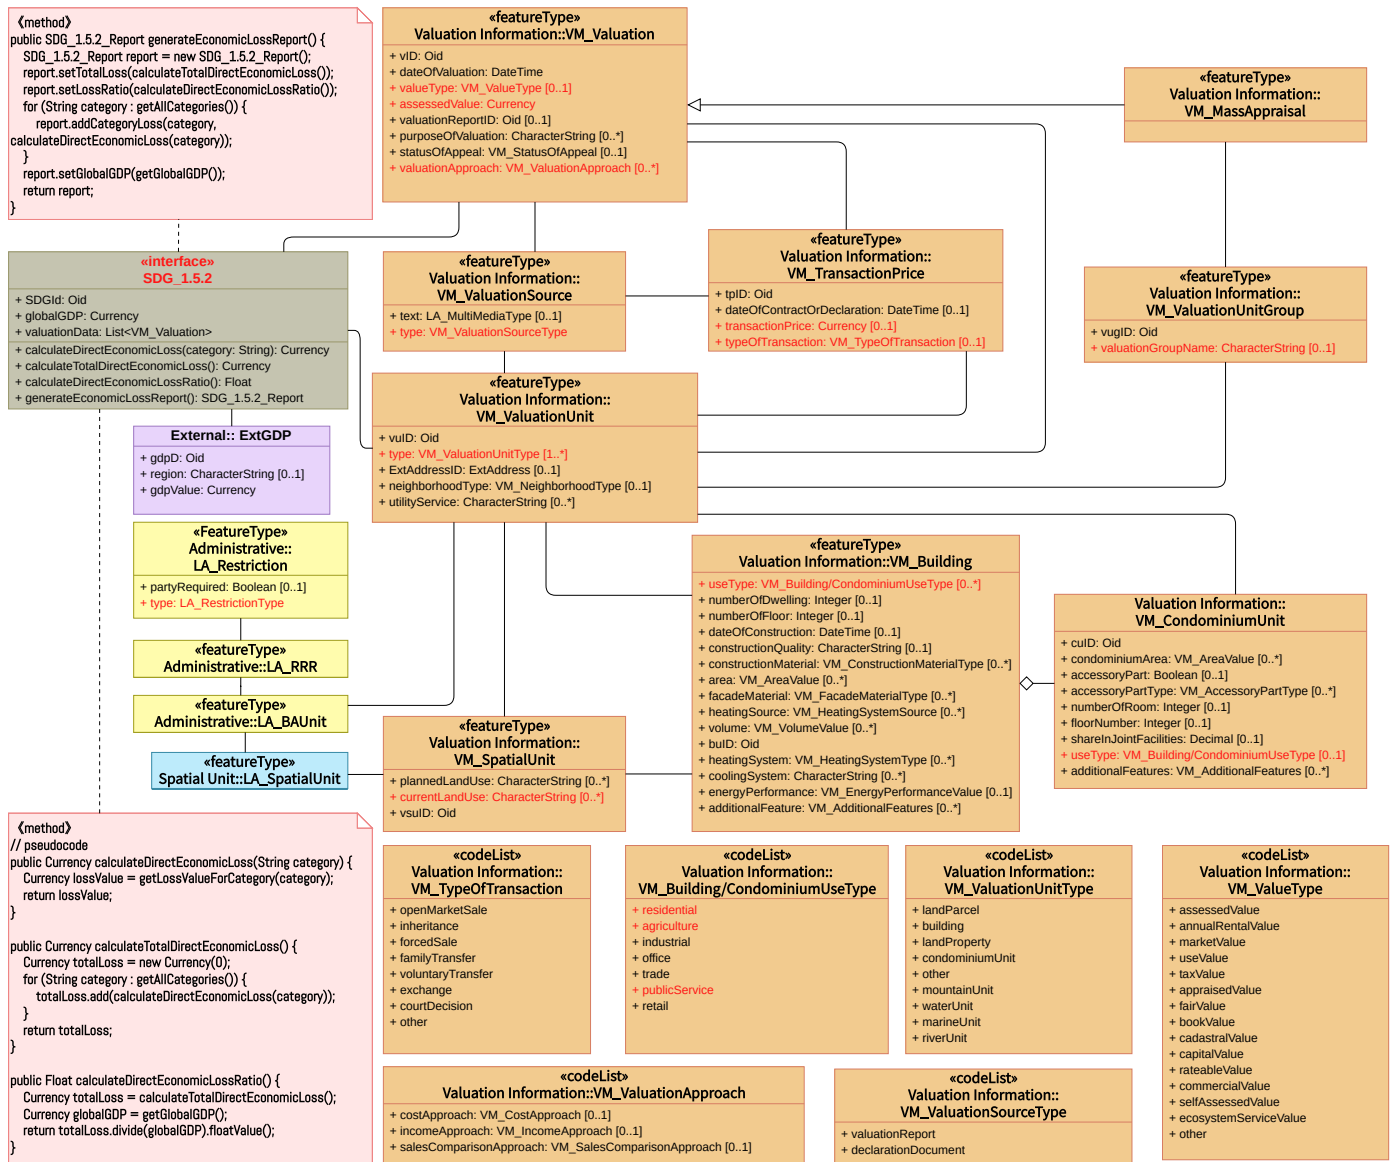 《method》
public SDG_1.5.2_Report generateEconomicLossReport() {
SDG_1.5.2_Report report = new SDG_1.5.2_Report();
report.setTotalLoss(calculateTotalDirectEconomicLoss());
report.setLossRatio(calculateDirectEconomicLossRatio());
for (String category : getAllCategories()) {
report.addCategoryLoss(category,
calculateDirectEconomicLoss(category));
}
report.setGlobalGDP(getGlobalGDP());
return report;
}
«featureType»
Valuation Information::VM_Valuation
+ vID: Oid
+ dateOfValuation: DateTime
+ valueType: VM_ValueType [0..1]
+ assessedValue: Currency
+ valuationReportID: Oid [0..1]
+ purposeOfValuation: CharacterString [0..*]
+ statusOfAppeal: VM_StatusOfAppeal [0..1]
+ valuationApproach: VM_ValuationApproach [0..*]
«featureType»
Valuation Information::
VM_MassAppraisal
«interface»
SDG_1.5.2
+ SDGId: Oid
+ globalGDP: Currency
+ valuationData: List<VM_Valuation>
+ calculateDirectEconomicLoss(category: String): Currency
+ calculateTotalDirectEconomicLoss(): Currency
+ calculateDirectEconomicLossRatio(): Float
+ generateEconomicLossReport(): SDG_1.5.2_Report
«featureType»
Valuation Information::
VM_ValuationSource
+ text: LA_MultiMediaType [0..1]
+ type: VM_ValuationSourceType
«featureType»
Valuation Information::
VM_TransactionPrice
+ tpID: Oid
+ dateOfContractOrDeclaration: DateTime [0..1]
+ transactionPrice: Currency [0..1]
+ typeOfTransaction: VM_TypeOfTransaction [0..1]
«featureType»
Valuation Information::
VM_ValuationUnitGroup
+ vugID: Oid
+ valuationGroupName: CharacterString [0..1]
External:: ExtGDP
+ gdpD: Oid
+ region: CharacterString [0..1]
+ gdpValue: Currency
«featureType»
Valuation Information::
VM_ValuationUnit
+ vuID: Oid
+ type: VM_ValuationUnitType [1..*]
+ ExtAddressID: ExtAddress [0..1]
+ neighborhoodType: VM_NeighborhoodType [0..1]
+ utilityService: CharacterString [0..*]
«FeatureType»
Administrative::
LA_Restriction
+ partyRequired: Boolean [0..1]
+ type: LA_RestrictionType
«featureType»
Administrative::LA_RRR
«featureType»
Administrative::LA_BAUnit
«featureType»
Spatial Unit::LA_SpatialUnit
«featureType»
Valuation Information::
VM_SpatialUnit
+ plannedLandUse: CharacterString [0..*]
+ currentLandUse: CharacterString [0..*]
+ vsuID: Oid
«featureType»
Valuation Information::VM_Building
+ useType: VM_Building/CondominiumUseType [0..*]
+ numberOfDwelling: Integer [0..1]
+ numberOfFloor: Integer [0..1]
+ dateOfConstruction: DateTime [0..1]
+ constructionQuality: CharacterString [0..1]
+ constructionMaterial: VM_ConstructionMaterialType [0..*]
+ area: VM_AreaValue [0..*]
+ facadeMaterial: VM_FacadeMaterialType [0..*]
+ heatingSource: VM_HeatingSystemSource [0..*]
+ volume: VM_VolumeValue [0..*]
+ buID: Oid
+ heatingSystem: VM_HeatingSystemType [0..*]
+ coolingSystem: CharacterString [0..*]
+ energyPerformance: VM_EnergyPerformanceValue [0..1]
+ additionalFeature: VM_AdditionalFeatures [0..*]
Valuation Information::
VM_CondominiumUnit
+ cuID: Oid
+ condominiumArea: VM_AreaValue [0..*]
+ accessoryPart: Boolean [0..1]
+ accessoryPartType: VM_AccessoryPartType [0..*]
+ numberOfRoom: Integer [0..1]
+ floorNumber: Integer [0..1]
+ shareInJointFacilities: Decimal [0..1]
+ useType: VM_Building/CondominiumUseType [0..1]
+ additionalFeatures: VM_AdditionalFeatures [0..*]
《method》
// pseudocode
public Currency calculateDirectEconomicLoss(String category) {
Currency lossValue = getLossValueForCategory(category);
return lossValue;
}
public Currency calculateTotalDirectEconomicLoss() {
Currency totalLoss = new Currency(0);
for (String category : getAllCategories()) {
totalLoss.add(calculateDirectEconomicLoss(category));
}
return totalLoss;
}
public Float calculateDirectEconomicLossRatio() {
Currency totalLoss = calculateTotalDirectEconomicLoss();
Currency globalGDP = getGlobalGDP();
return totalLoss.divide(globalGDP).floatValue();
}
«codeList»
Valuation Information::
VM_TypeOfTransaction
+ openMarketSale
+ inheritance
+ forcedSale
+ familyTransfer
+ voluntaryTransfer
+ exchange
+ courtDecision
+ other
«codeList»
Valuation Information::
VM_Building/CondominiumUseType
+ residential
+ agriculture
+ industrial
+ office
+ trade
+ publicService
+ retail
«codeList»
Valuation Information::
VM_ValuationUnitType
+ landParcel
+ building
+ landProperty
+ condominiumUnit
+ other
+ mountainUnit
+ waterUnit
+ marineUnit
+ riverUnit
«codeList»
Valuation Information::
VM_ValueType
+ assessedValue
+ annualRentalValue
+ marketValue
+ useValue
+ taxValue
+ appraisedValue
+ fairValue
+ bookValue
+ cadastralValue
+ capitalValue
+ rateableValue
+ commercialValue
+ selfAssessedValue
+ ecosystemServiceValue
+ other
«codeList»
Valuation Information::VM_ValuationApproach
+ costApproach: VM_CostApproach [0..1]
+ incomeApproach: VM_IncomeApproach [0..1]
+ salesComparisonApproach: VM_SalesComparisonApproach [0..1]
«codeList»
Valuation Information::
VM_ValuationSourceType
+ valuationReport
+ declarationDocument